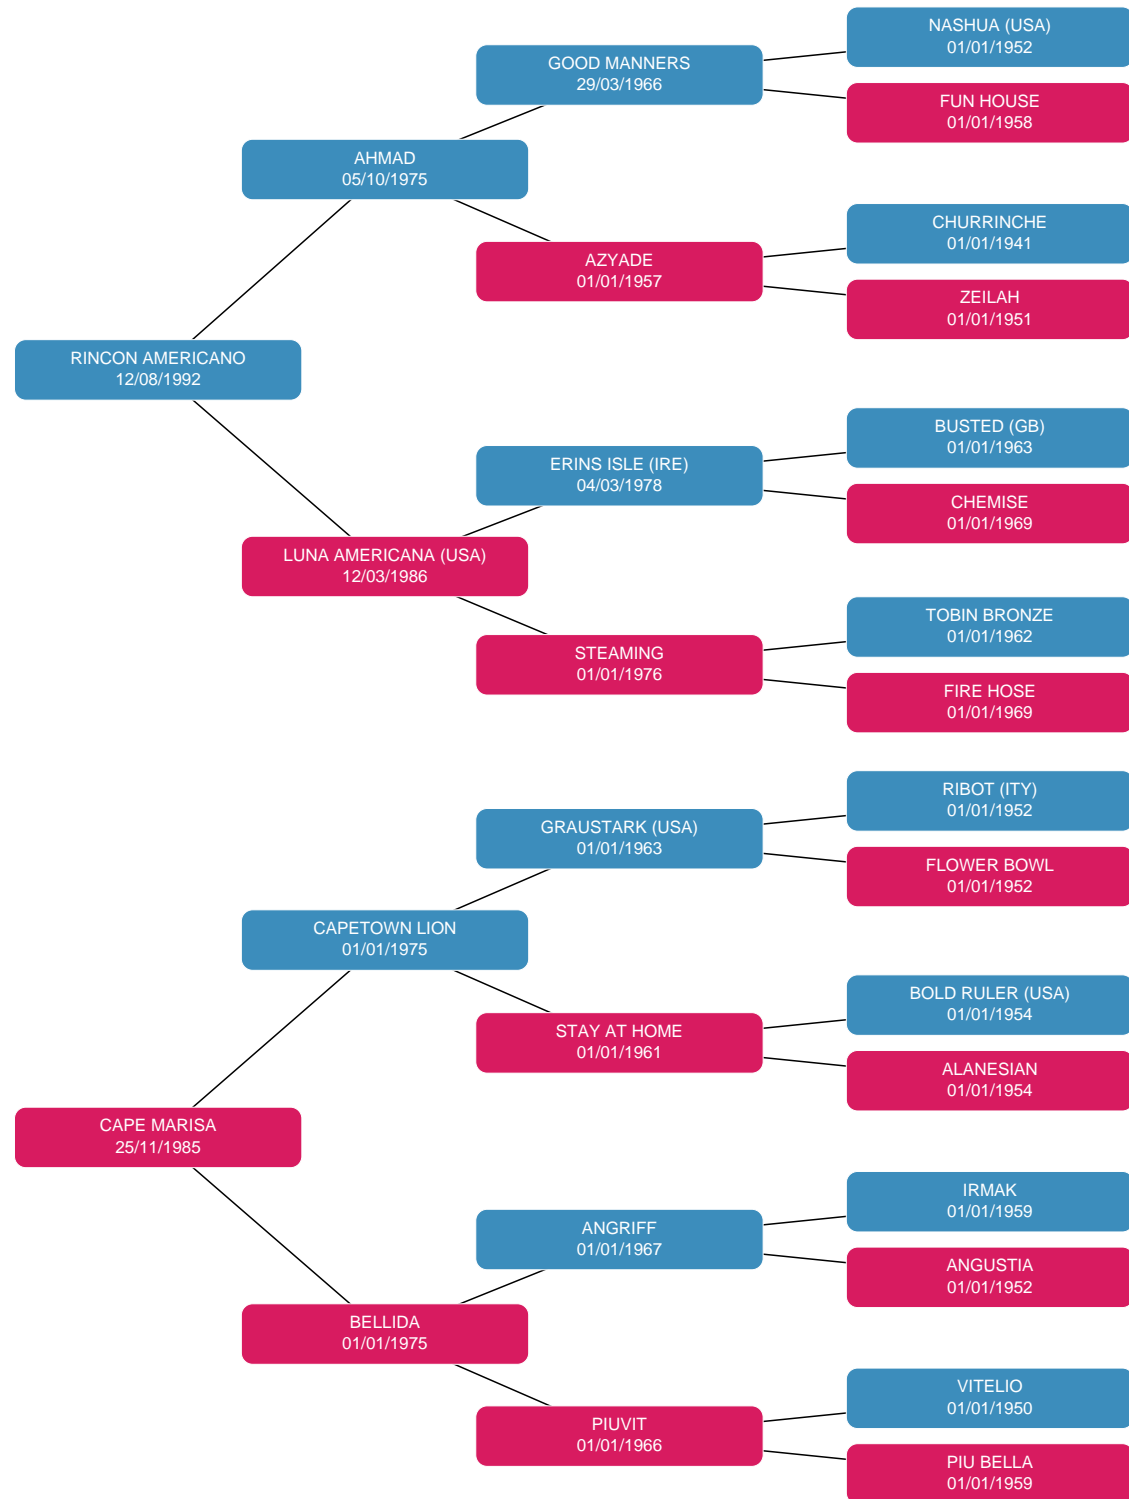 NASHUA (USA)
01/01/1952
GOOD MANNERS
29/03/1966
FUN HOUSE
01/01/1958
AHMAD
05/10/1975
CHURRINCHE
01/01/1941
AZYADE
01/01/1957
ZEILAH
01/01/1951
RINCON AMERICANO
12/08/1992
BUSTED (GB)
01/01/1963
ERINS ISLE (IRE)
04/03/1978
CHEMISE
01/01/1969
LUNA AMERICANA (USA)
12/03/1986
TOBIN BRONZE
01/01/1962
STEAMING
01/01/1976
FIRE HOSE
01/01/1969
RIBOT (ITY)
01/01/1952
GRAUSTARK (USA)
01/01/1963
FLOWER BOWL
01/01/1952
CAPETOWN LION
01/01/1975
BOLD RULER (USA)
01/01/1954
STAY AT HOME
01/01/1961
ALANESIAN
01/01/1954
CAPE MARISA
25/11/1985
IRMAK
01/01/1959
ANGRIFF
01/01/1967
ANGUSTIA
01/01/1952
BELLIDA
01/01/1975
VITELIO
01/01/1950
PIUVIT
01/01/1966
PIU BELLA
01/01/1959